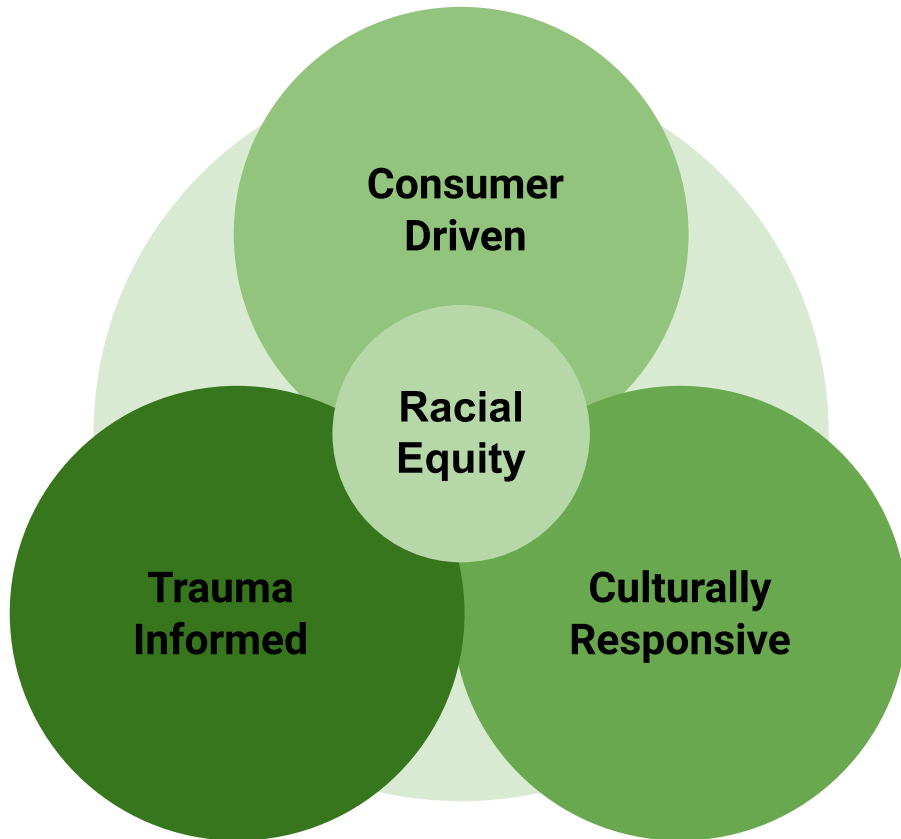 Consumer
Driven
Racial
Equity
Trauma
Informed
Culturally
Responsive